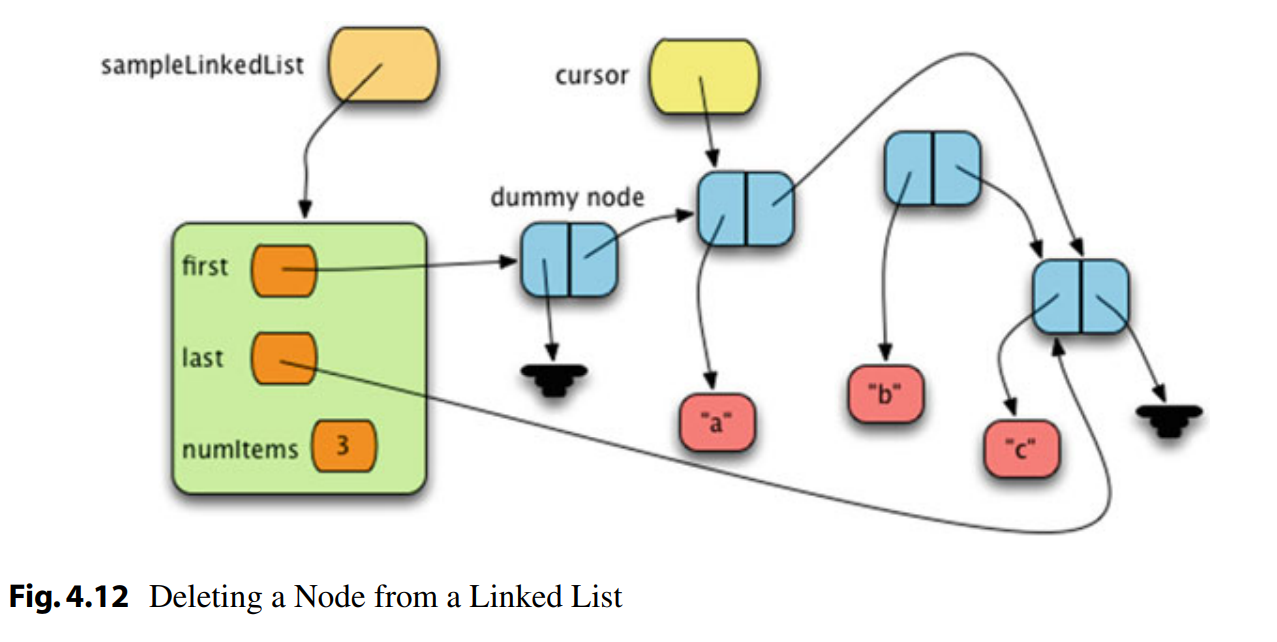 sampleLinkedList
cursor
dummy node
first
last
numItems 3
"a"
"b"
"c"
Fig. 4.12 Deleting a Node from a Linked List